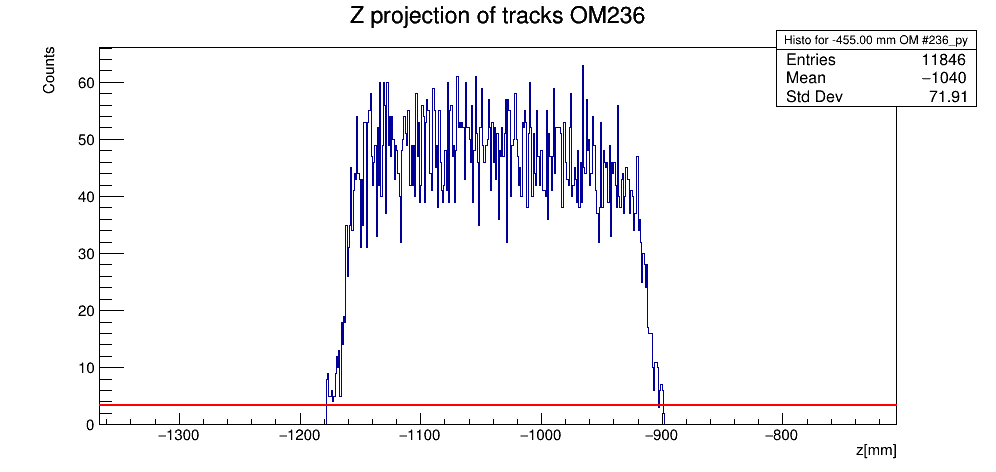 Z projection of tracks OM236
Histo for -455.00 mm OM #236_py
Entries 11846
Mean −1040
Std Dev 71.91
Counts
60
50
40
30
20
10
0
−1300 −1200 −1100 −1000 −900 −800
z[mm]